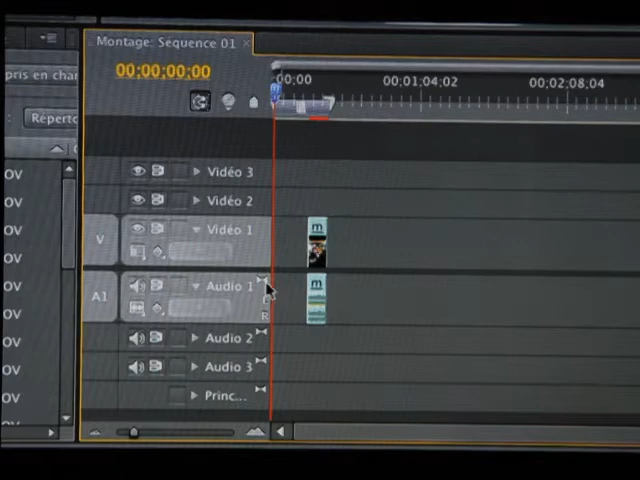 Montage: Séquence 01 ×
pris en char
00;00;00;00
00;00
00;01;04;02
00;02;08;04
: Réperto
OV
Vidéo 3
OV
Vidéo 2
OV
V
Vidéo 1
m
OV
OV
A1
Audio 1
m
L
OV
R
OV
Audio 2
OV
Audio 3
OV
Princ...